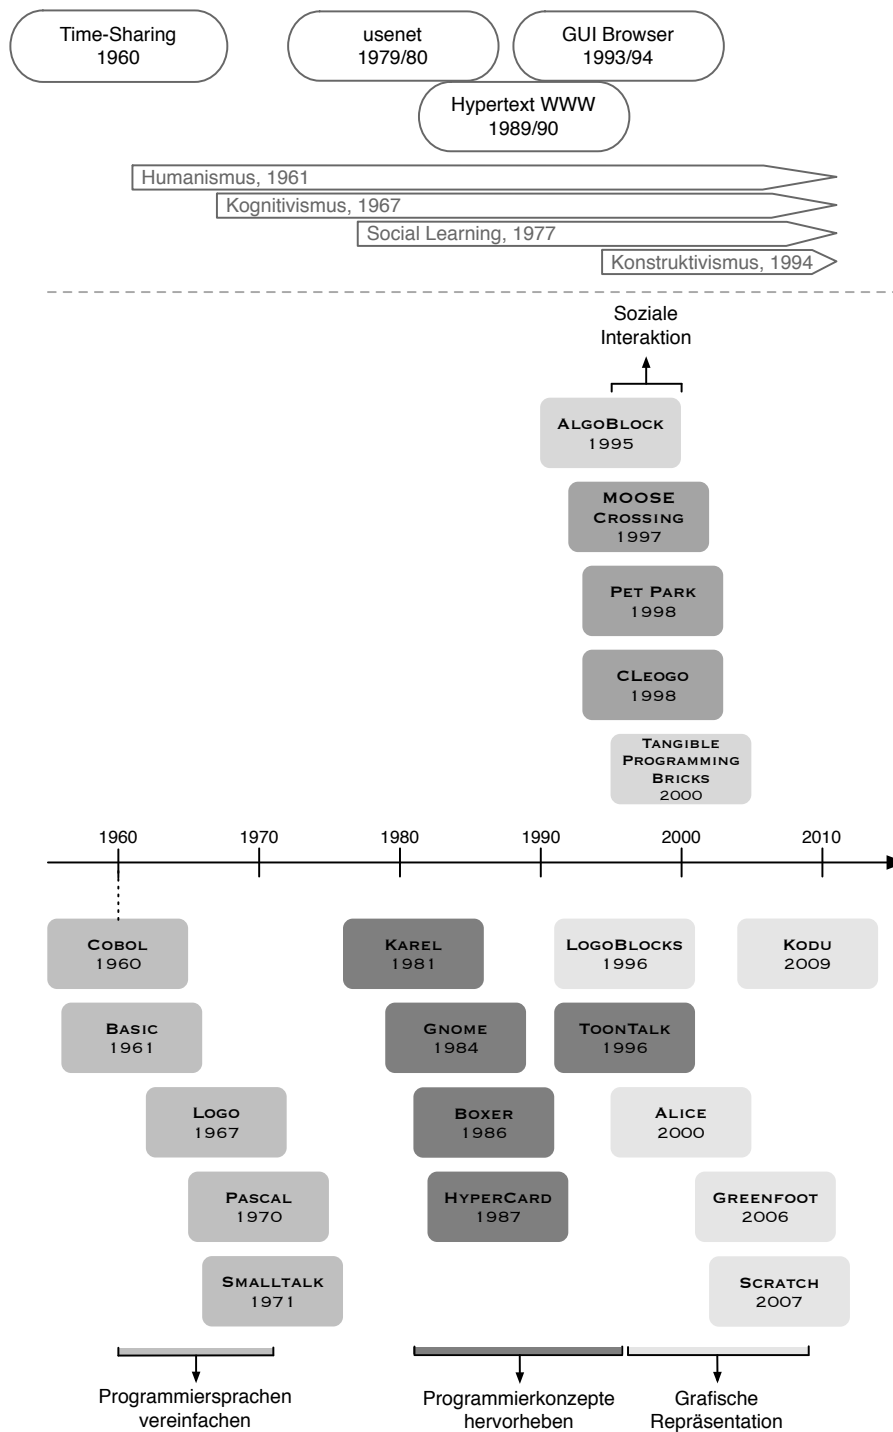 Time-Sharing
1960
usenet
1979/80
GUI Browser
1993/94
Hypertext WWW
1989/90
Humanismus, 1961
Kognitivismus, 1967
Social Learning, 1977
Konstruktivismus, 1994
Soziale
Interaktion
AlgoBlock
1995
MOOSE
Crossing
1997
Pet Park
1998
CLeogo
1998
Tangible
Programming
Bricks
2000
1960 1970 1980 1990 2000 2010
Cobol
1960
Karel
1981
LogoBlocks
1996
Kodu
2009
Basic
1961
Gnome
1984
ToonTalk
1996
Logo
1967
Boxer
1986
Alice
2000
Pascal
1970
HyperCard
1987
Greenfoot
2006
Smalltalk
1971
Scratch
2007
Programmiersprachen
vereinfachen
Programmierkonzepte
hervorheben
Grafische
Repräsentation